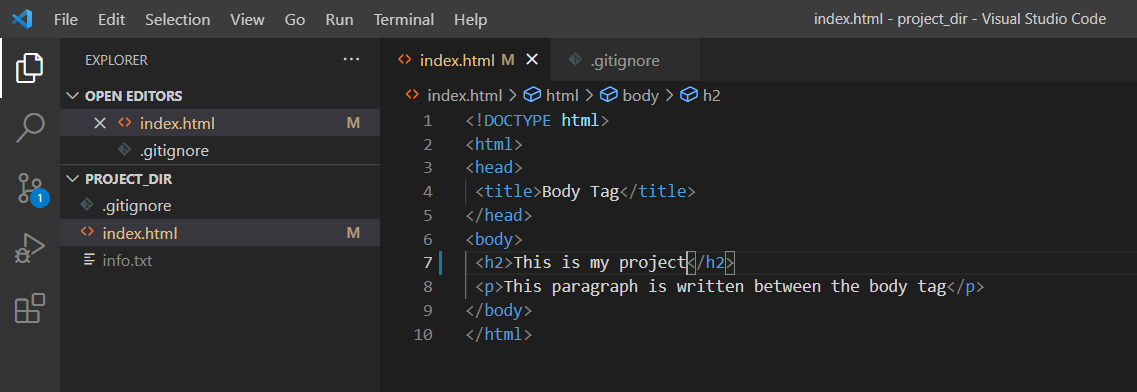 File Edit Selection View Go Run Terminal Help index.html - project_dir - Visual Studio Code
EXPLORER ···
OPEN EDITORS
index.html M
.gitignore
PROJECT_DIR
.gitignore
index.html M
info.txt
1
index.html M .gitignore
index.html > html > body > h2
1 <!DOCTYPE html>
2 <html>
3 <head>
4 <title>Body Tag</title>
5 </head>
6 <body>
7 <h2>This is my project</h2>
8 <p>This paragraph is written between the body tag</p>
9 </body>
10 </html>